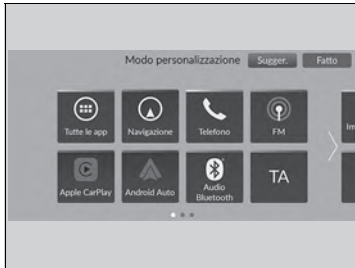 Modo personalizzazione Sugger. Fatto
Tutte le app Navigazione Telefono FM
Apple CarPlay Android Auto Audio Bluetooth TA